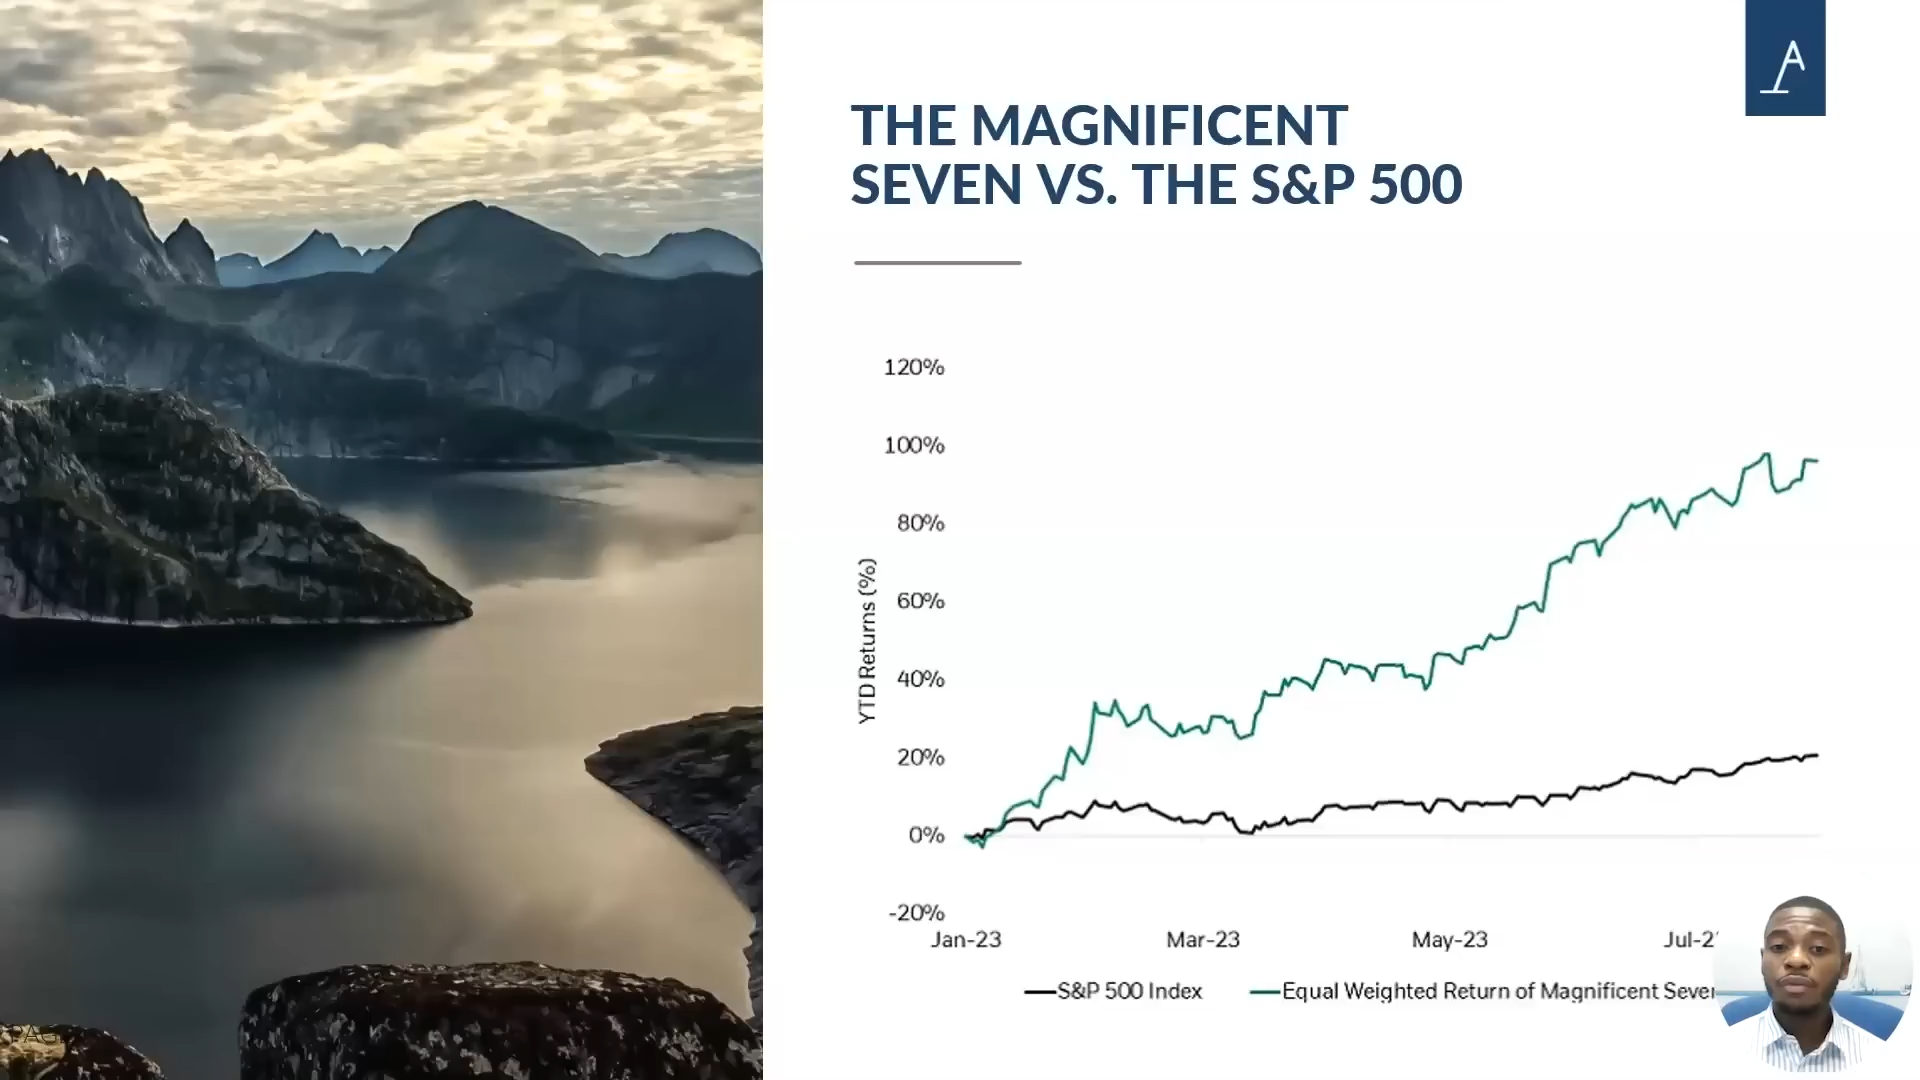 THE MAGNIFICENT
SEVEN VS. THE S&P 500
120%
100%
80%
60%
40%
20%
0%
-20%
YTD Returns (%)
Jan-23
Mar-23
May-23
S&P 500 Index
Equal Weighted Return of Magnificent